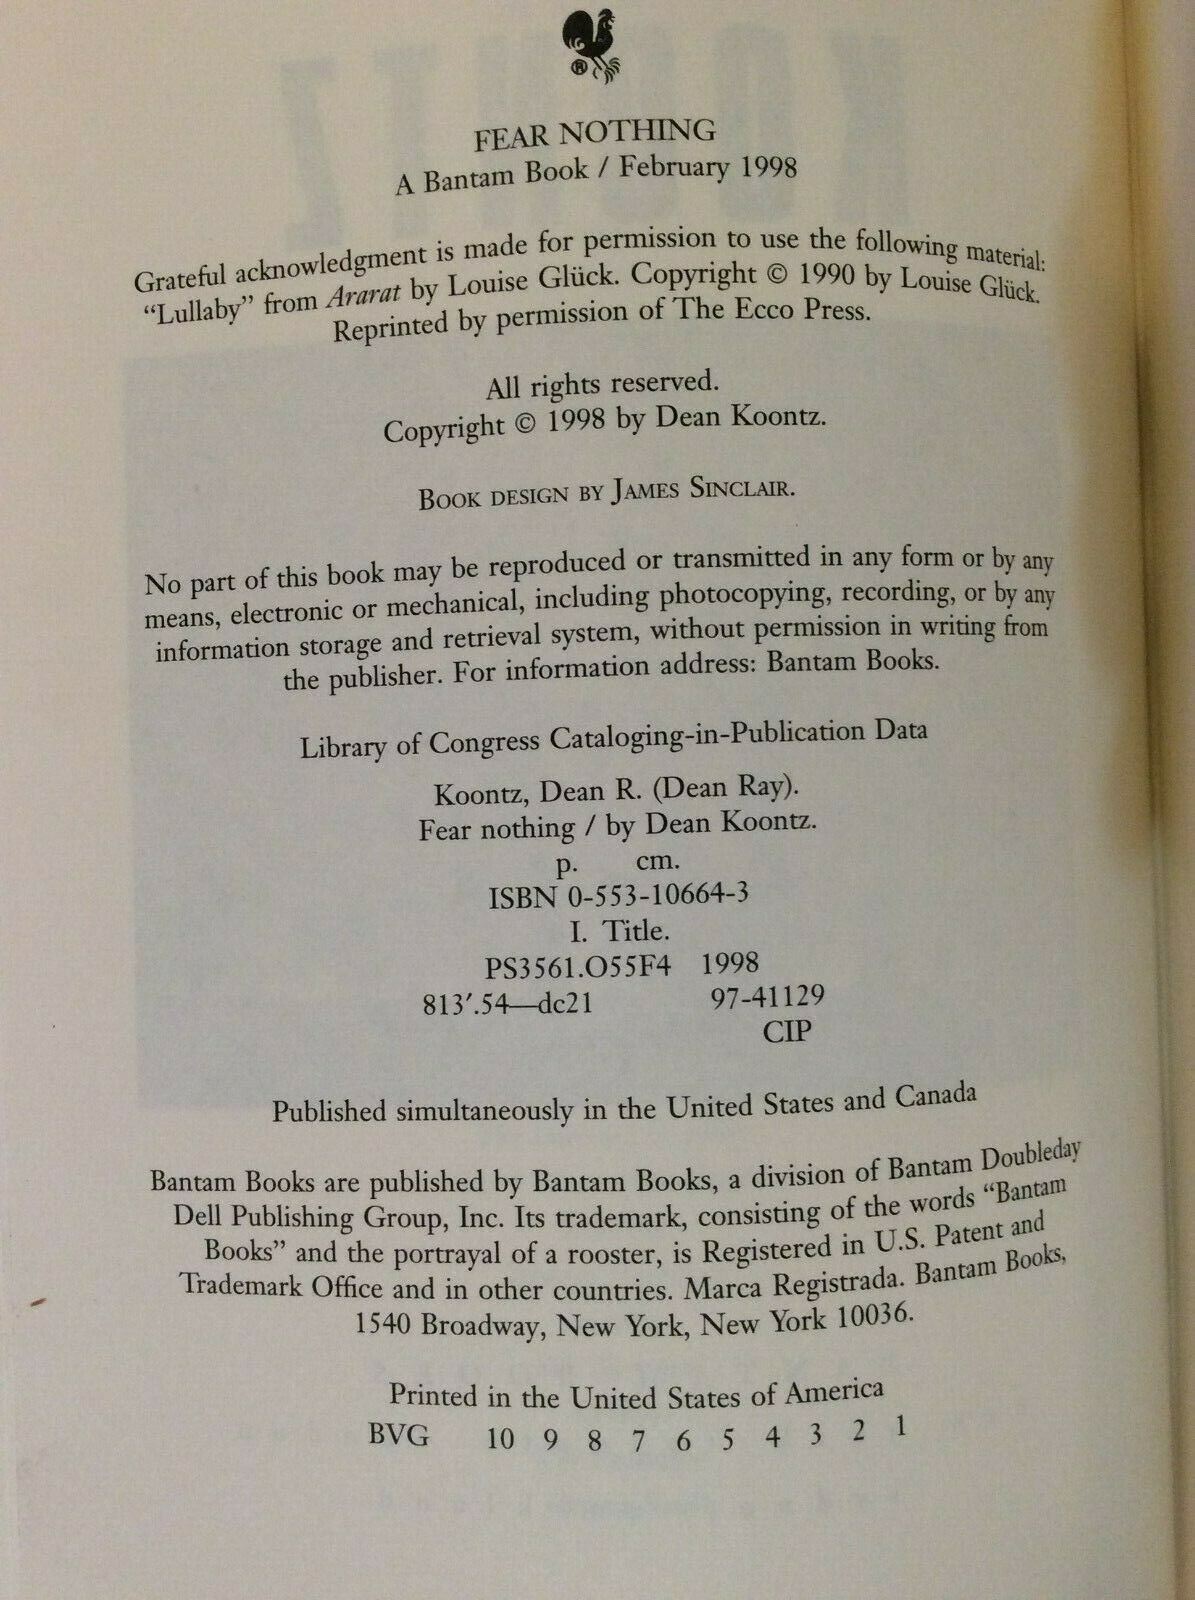 ®
FEAR NOTHING
A Bantam Book / February 1998
Grateful acknowledgment is made for permission to use the following material:
“Lullaby” from Ararat by Louise Glück. Copyright © 1990 by Louise Glück.
Reprinted by permission of The Ecco Press.
All rights reserved.
Copyright © 1998 by Dean Koontz.
BOOK DESIGN BY JAMES SINCLAIR.
No part of this book may be reproduced or transmitted in any form or by any
means, electronic or mechanical, including photocopying, recording, or by any
information storage and retrieval system, without permission in writing from
the publisher. For information address: Bantam Books.
Library of Congress Cataloging-in-Publication Data
Koontz, Dean R. (Dean Ray).
Fear nothing / by Dean Koontz.
p. cm.
ISBN 0-553-10664-3
I. Title.
PS3561.O55F4 1998
813′.54—dc21 97-41129
CIP
Published simultaneously in the United States and Canada
Bantam Books are published by Bantam Books, a division of Bantam Doubleday
Dell Publishing Group, Inc. Its trademark, consisting of the words “Bantam
Books” and the portrayal of a rooster, is Registered in U.S. Patent and
Trademark Office and in other countries. Marca Registrada. Bantam Books,
1540 Broadway, New York, New York 10036.
Printed in the United States of America
BVG 10 9 8 7 6 5 4 3 2 1